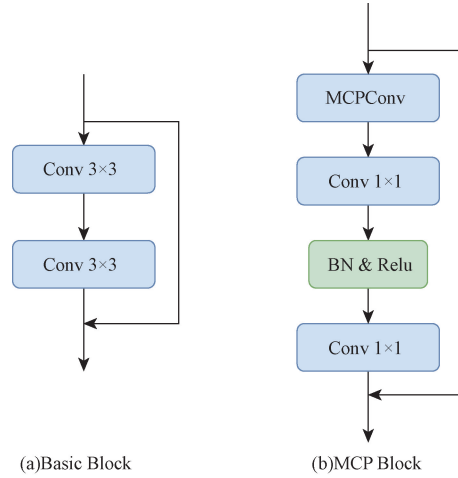 Conv 3×3
Conv 3×3
(a)Basic Block
MCPConv
Conv 1×1
BN & Relu
Conv 1×1
(b)MCP Block